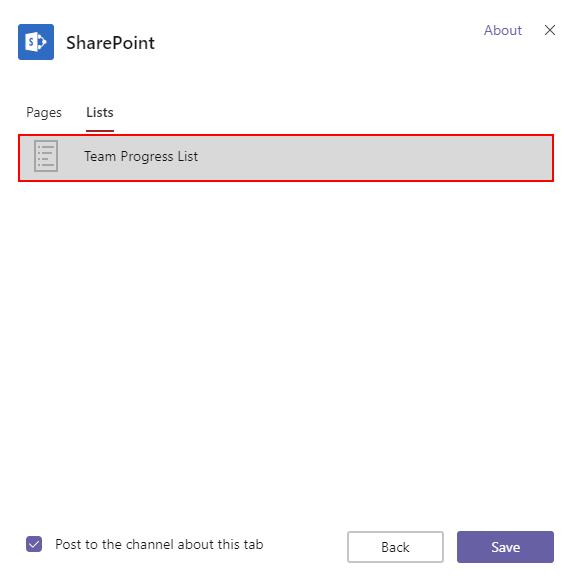 About
SharePoint
Pages Lists
Team Progress List
Post to the channel about this tab
Back
Save